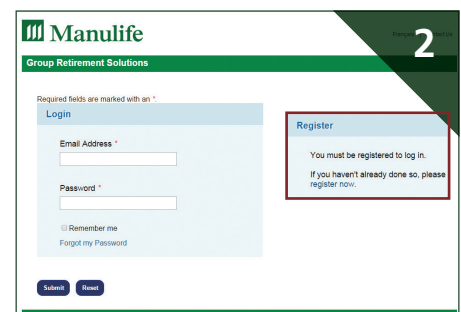 Manulife
2
Group Retirement Solutions
Required fields are marked with an *.
Login
Email Address *
Password *
Remember me
Forgot my Password
Submit Reset
Register
You must be registered to log in.
If you haven't already done so, please
register now.